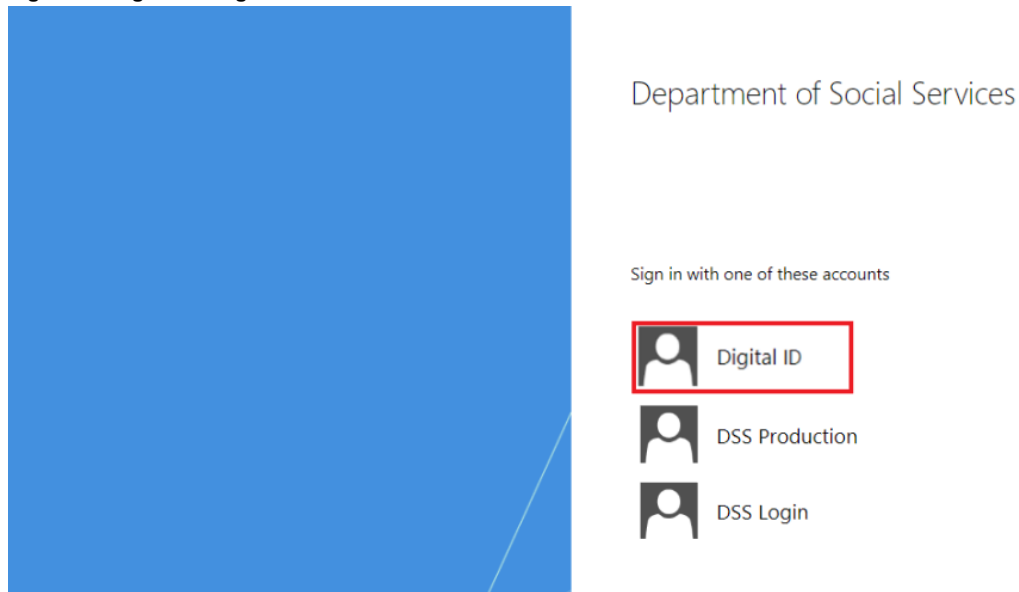 Department of Social Services
Sign in with one of these accounts
Digital ID
DSS Production
DSS Login